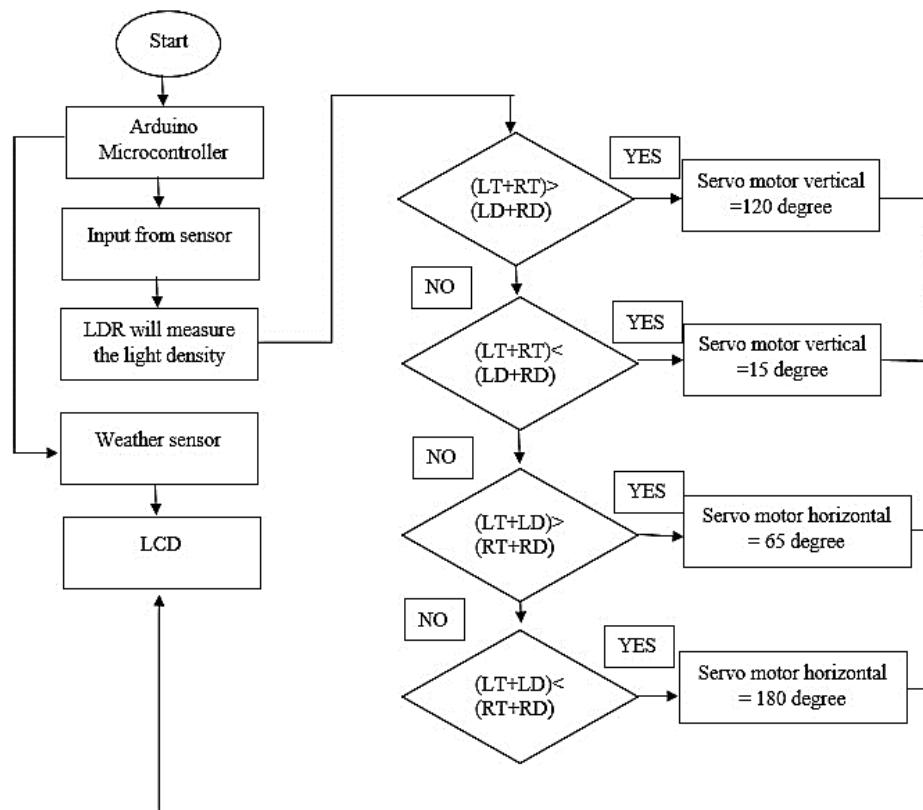 Start
Arduino
Microcontroller
Input from sensor
LDR will measure
the light density
Weather sensor
LCD
(LT+RT)>
(LD+RD)
YES
Servo motor vertical
=120 degree
NO
(LT+RT)<
(LD+RD)
YES
Servo motor vertical
=15 degree
NO
(LT+LD)>
(RT+RD)
YES
Servo motor horizontal
= 65 degree
NO
(LT+LD)<
(RT+RD)
YES
Servo motor horizontal
= 180 degree